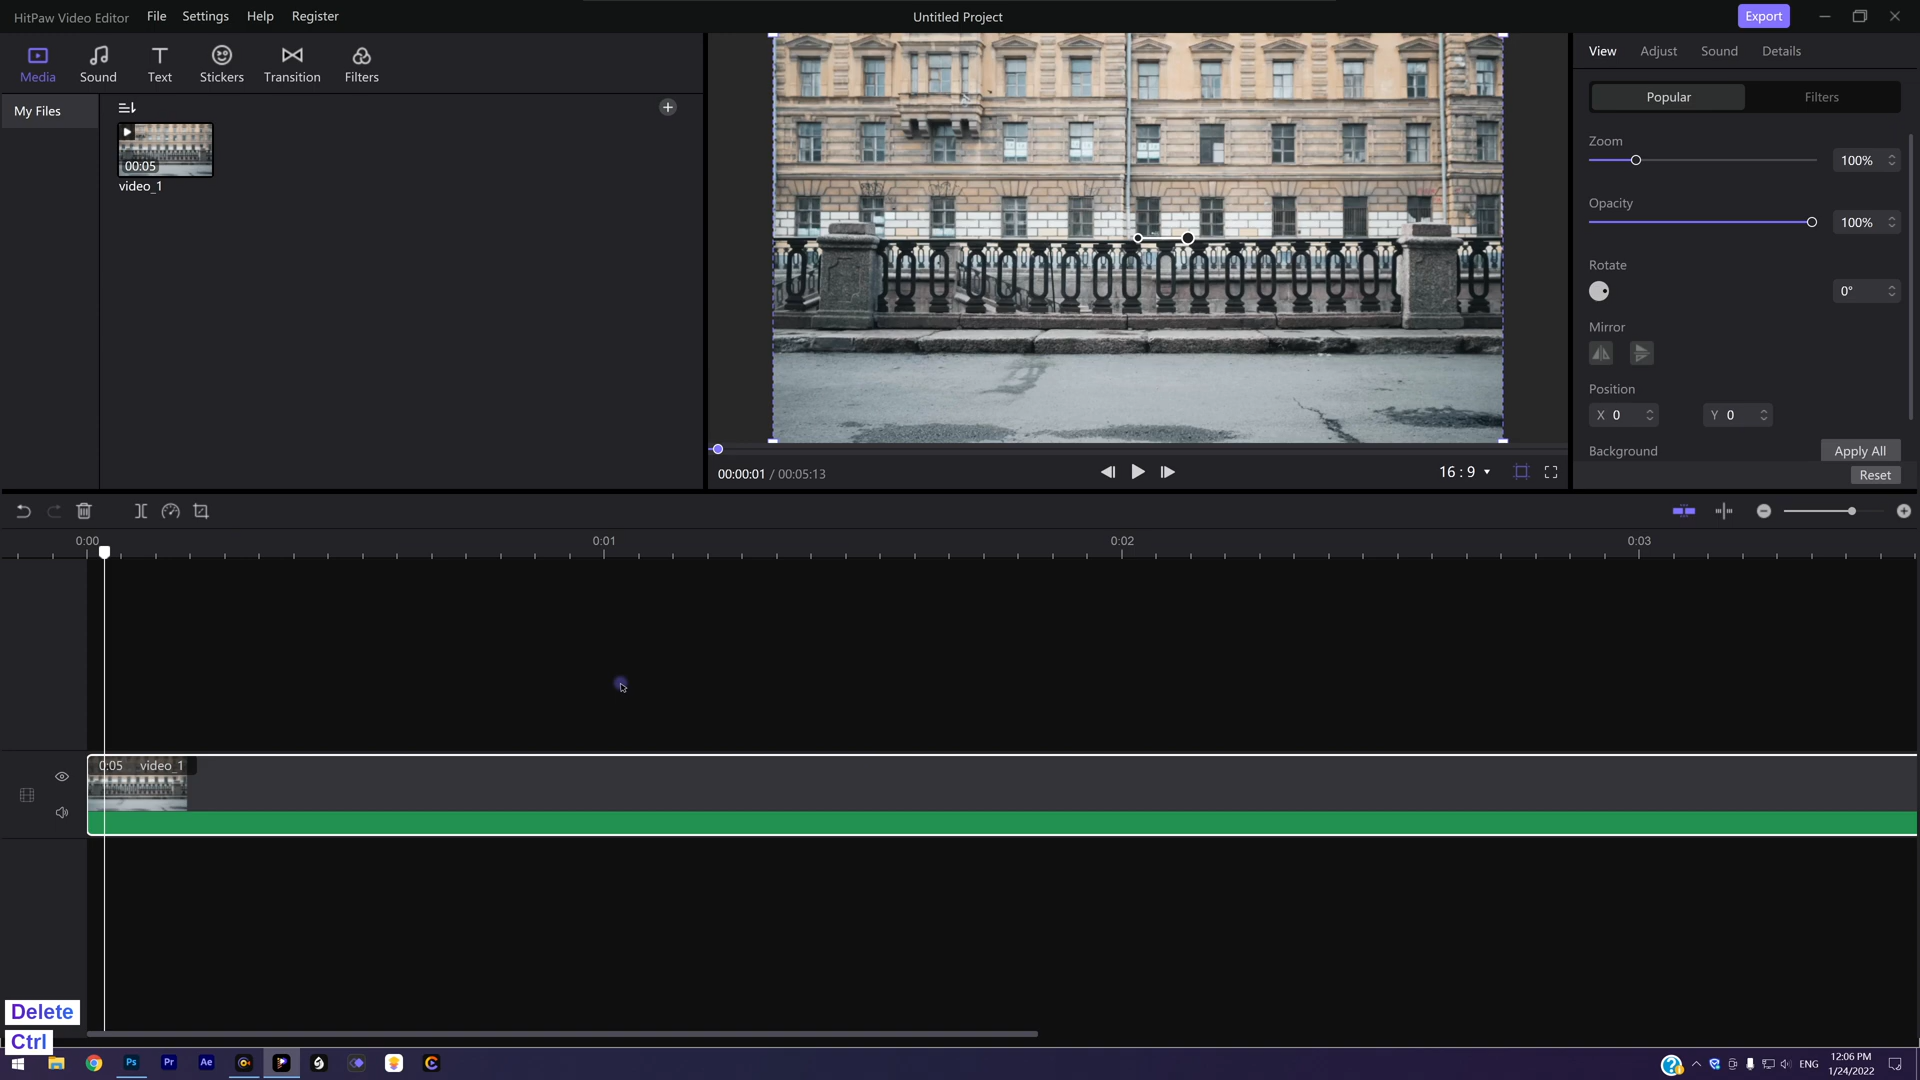 HitPaw Video Editor File Settings Help Register Untitled Project Export
Media Sound Text Stickers Transition Filters
View Adjust Sound Details
My Files
Popular Filters
00:05
video_1
Zoom
100%
Opacity
100%
Rotate
0°
Mirror
Position
X 0 Y 0
Background Apply All
Reset
00:00:01 / 00:05:13
16 : 9
0:00 0:01 0:02 0:03
0:05 video_1
Delete
Ctrl
Ps Pr Ae
ENG
12:06 PM
1/24/2022